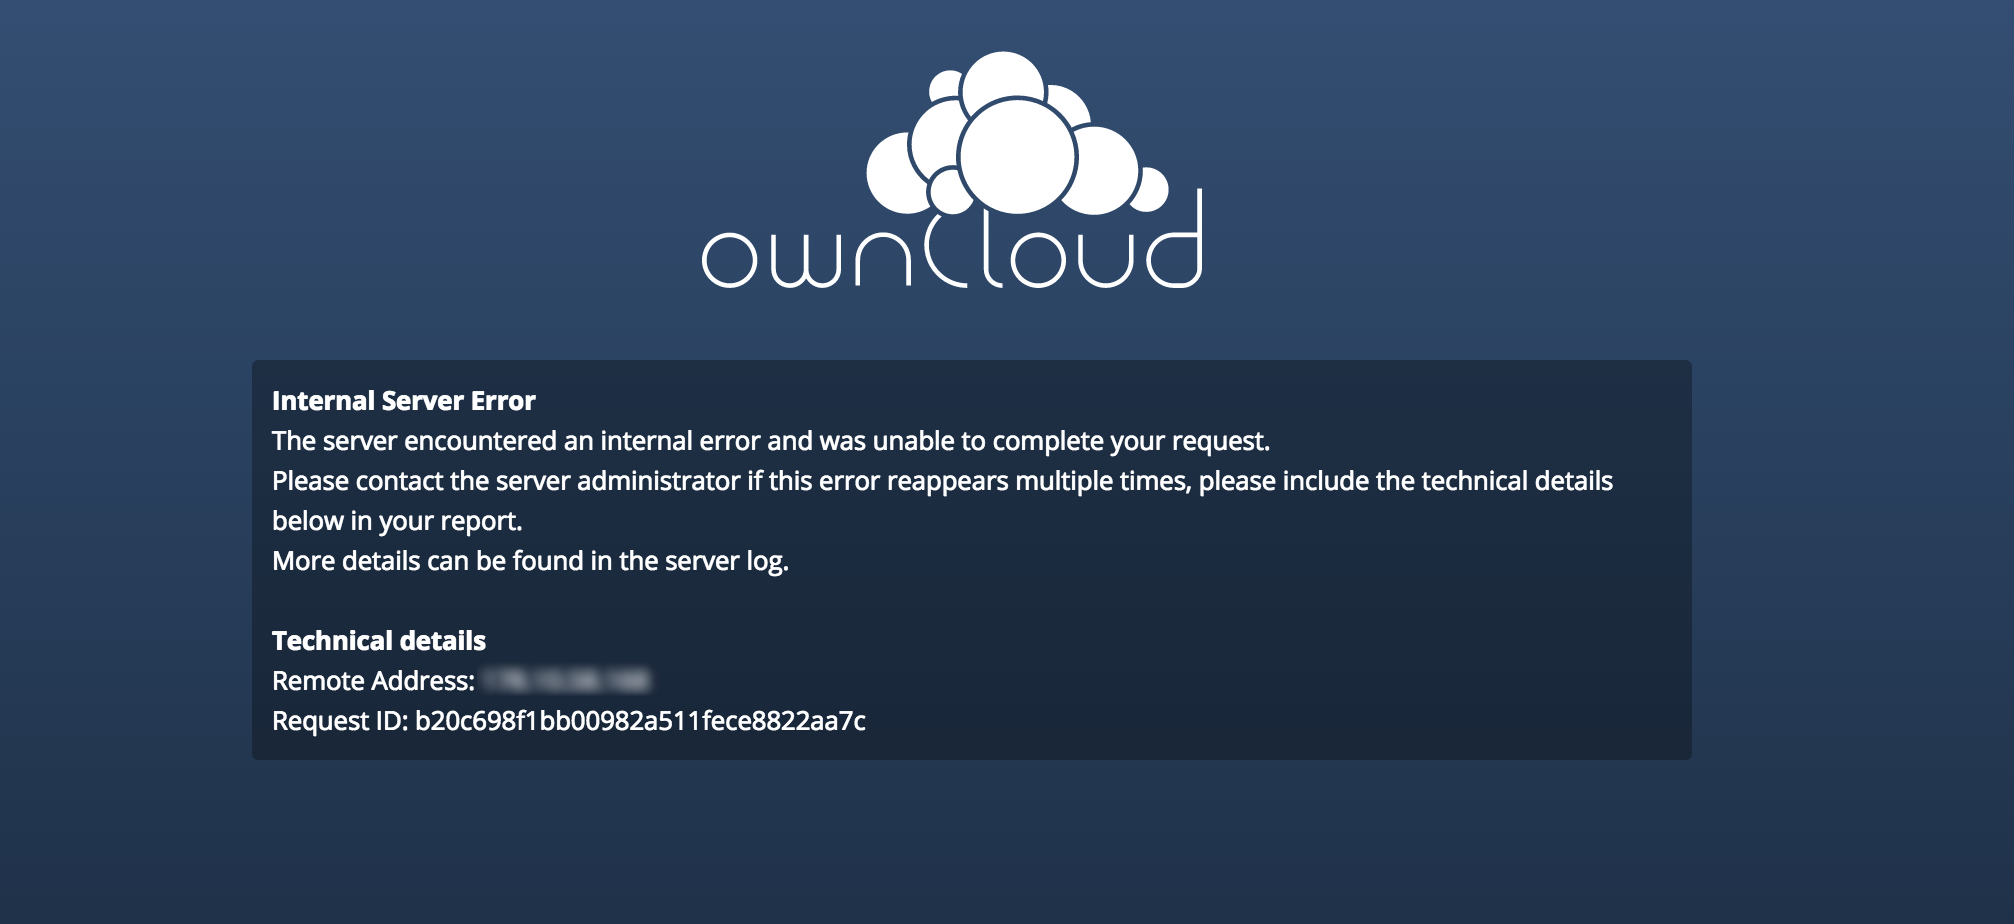 ownCloud
Internal Server Error
The server encountered an internal error and was unable to complete your request.
Please contact the server administrator if this error reappears multiple times, please include the technical details
below in your report.
More details can be found in the server log.
Technical details
Remote Address:
Request ID: b20c698f1bb00982a511fece8822aa7c